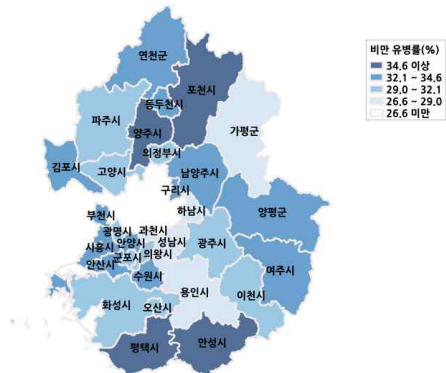 비만 유병률(%)
34.6 이상
32.1 ~ 34.6
29.0 ~ 32.1
26.6 ~ 29.0
26.6 미만
연천군
포천시
동두천시
파주시
양주시
가평군
의정부시
김포시
고양시
남양주시
구리시
하남시
양평군
부천시
광명시 과천시
시흥시 안양시 성남시
광주시
군포시 의왕시
안산시
수원시
여주시
용인시
이천시
화성시
오산시
평택시
안성시